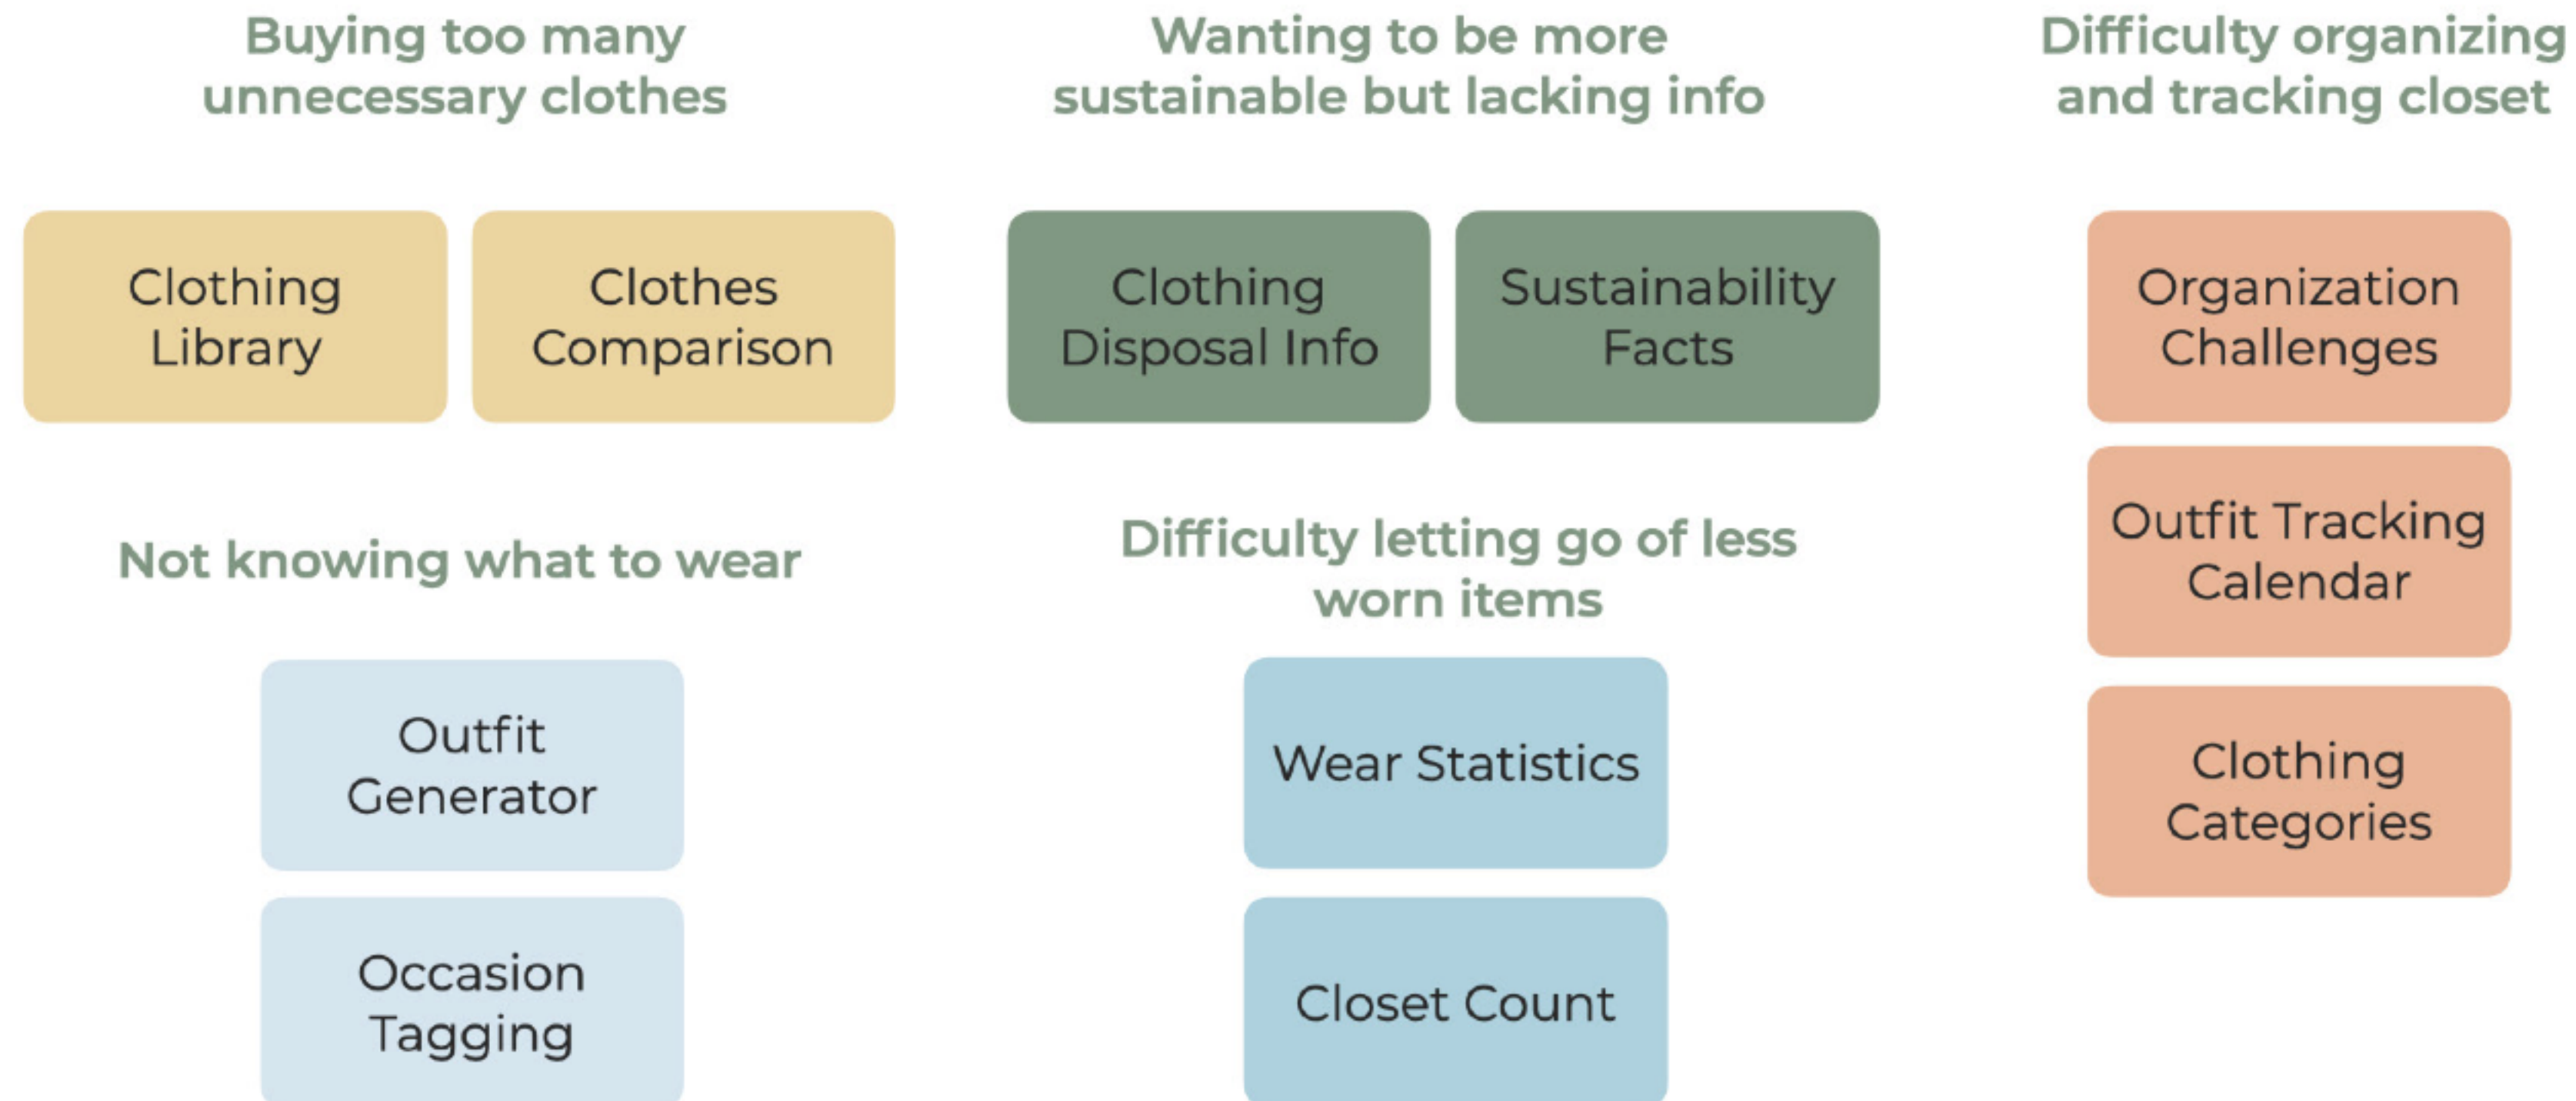 Buying too many
unnecessary clothes
Clothing
Library
Clothes
Comparison
Not knowing what to wear
Outfit
Generator
Occasion
Tagging
Wanting to be more
sustainable but lacking info
Clothing
Disposal Info
Sustainability
Facts
Difficulty letting go of less
worn items
Wear Statistics
Closet Count
Difficulty organizing
and tracking closet
Organization
Challenges
Outfit Tracking
Calendar
Clothing
Categories